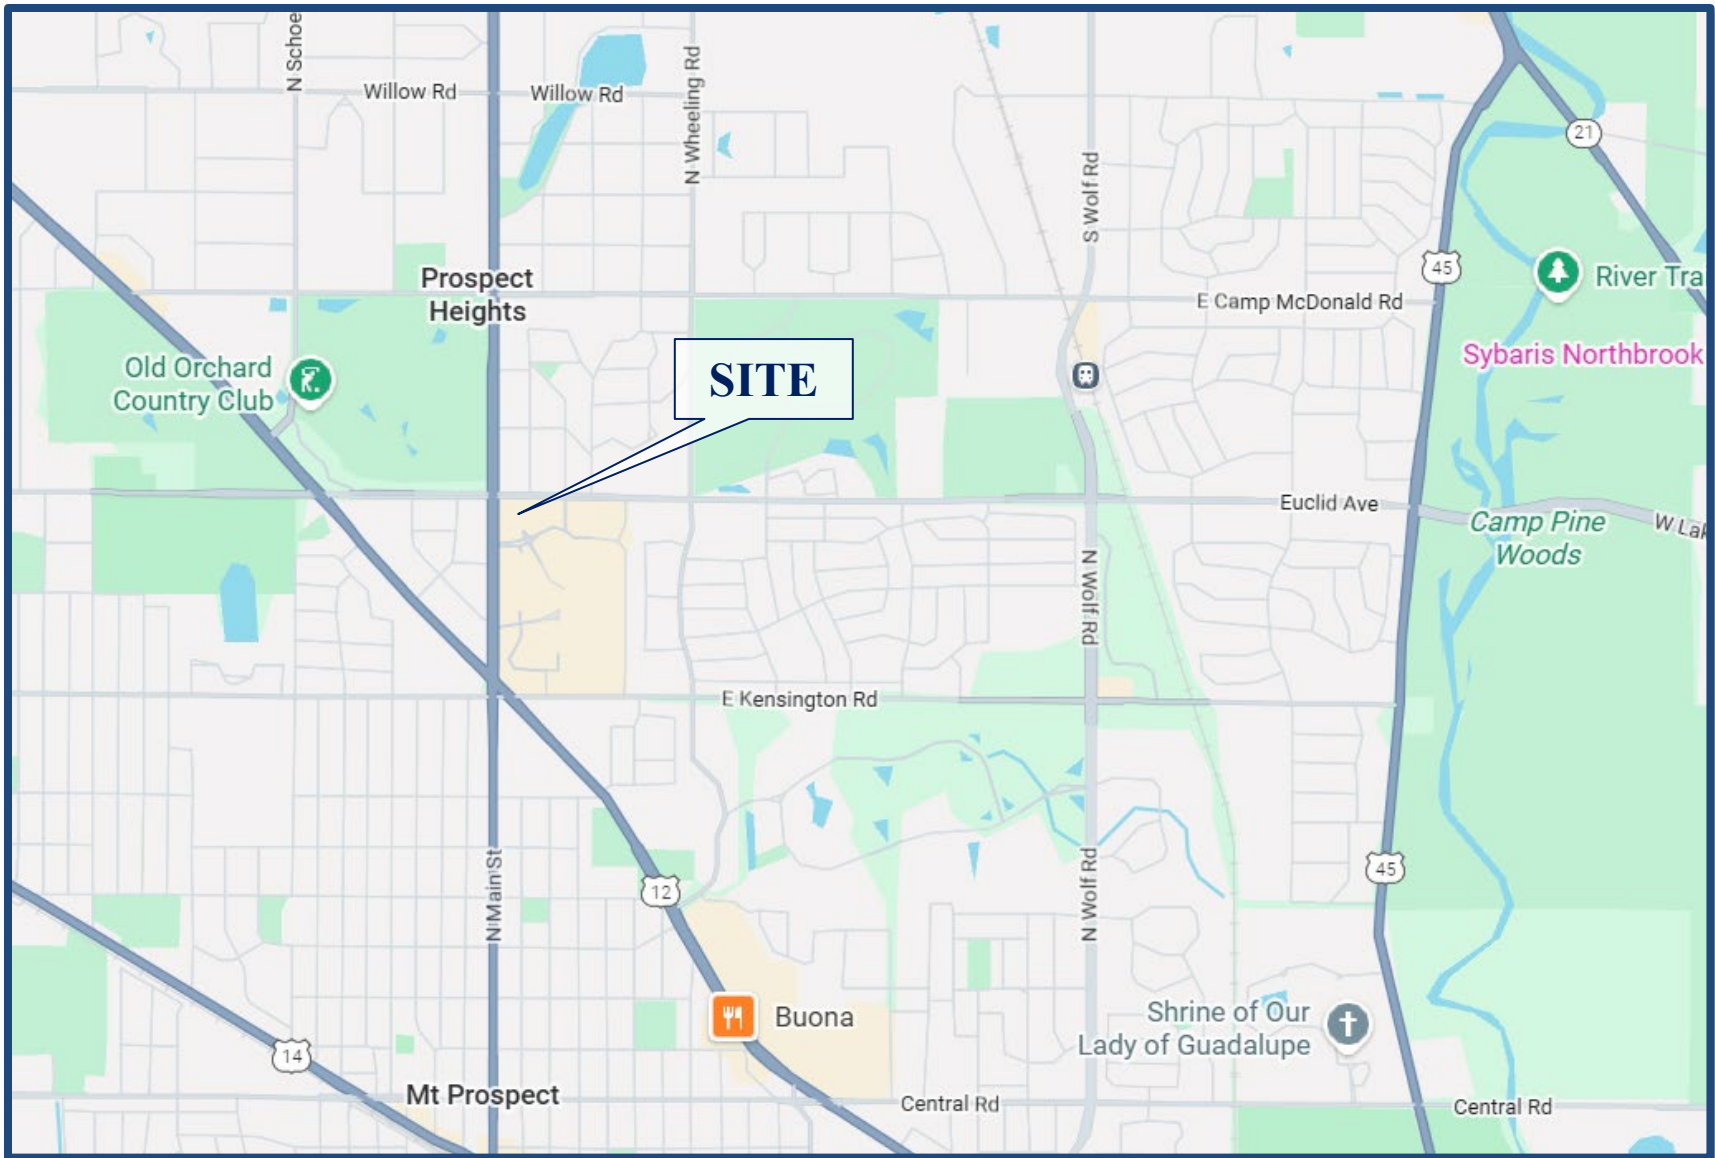 N Schoe
Willow Rd
Willow Rd
N Wheeling Rd
21
S Wolf Rd
45
River Tra
Prospect
Heights
E Camp McDonald Rd
Sybaris Northbrook
Old Orchard
Country Club
SITE
Euclid Ave
Camp Pine
Woods
W Lak
N Wolf Rd
E Kensington Rd
N Main St
12
N Wolf Rd
45
Buona
Shrine of Our
Lady of Guadalupe
14
Mt Prospect
Central Rd
Central Rd